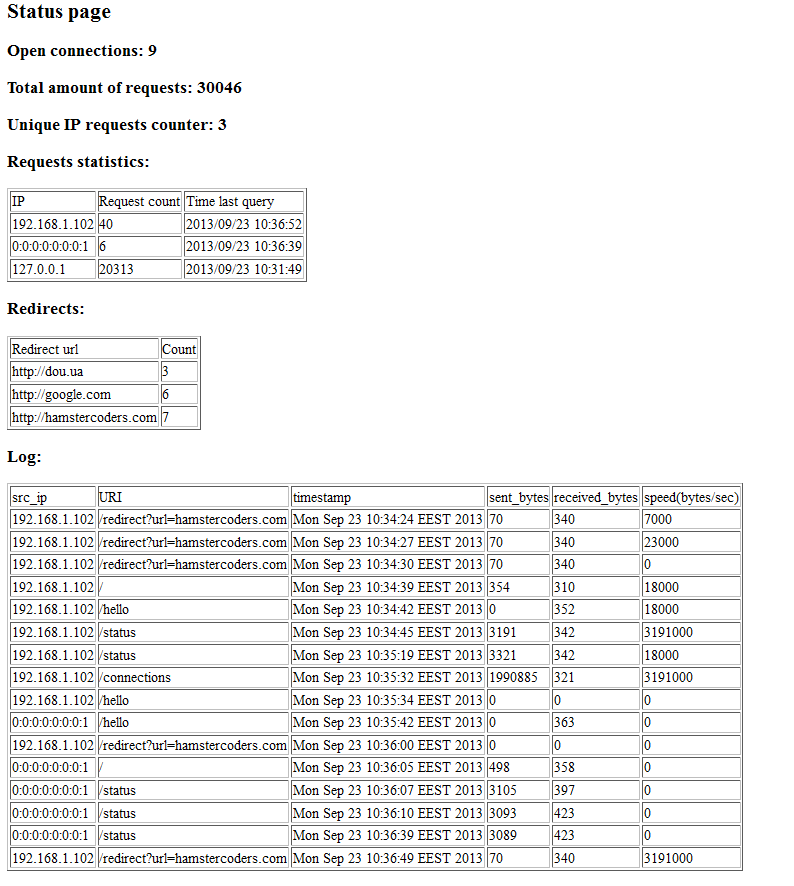 Status page
Open connections: 9
Total amount of requests: 30046
Unique IP requests counter: 3
Requests statistics:
IP Request count Time last query
192.168.1.102 40 2013/09/23 10:36:52
0:0:0:0:0:0:0:1 6 2013/09/23 10:36:39
127.0.0.1 20313 2013/09/23 10:31:49
Redirects:
Redirect url Count
http://dou.ua 3
http://google.com 6
http://hamstercoders.com 7
Log:
src_ip URI timestamp sent_bytes received_bytes speed(bytes/sec)
192.168.1.102 /redirect?url=hamstercoders.com Mon Sep 23 10:34:24 EEST 2013 70 340 7000
192.168.1.102 /redirect?url=hamstercoders.com Mon Sep 23 10:34:27 EEST 2013 70 340 23000
192.168.1.102 /redirect?url=hamstercoders.com Mon Sep 23 10:34:30 EEST 2013 70 340 0
192.168.1.102 / Mon Sep 23 10:34:39 EEST 2013 354 310 18000
192.168.1.102 /hello Mon Sep 23 10:34:42 EEST 2013 0 352 18000
192.168.1.102 /status Mon Sep 23 10:34:45 EEST 2013 3191 342 3191000
192.168.1.102 /status Mon Sep 23 10:35:19 EEST 2013 3321 342 18000
192.168.1.102 /connections Mon Sep 23 10:35:32 EEST 2013 1990885 321 3191000
192.168.1.102 /hello Mon Sep 23 10:35:34 EEST 2013 0 0 0
0:0:0:0:0:0:0:1 /hello Mon Sep 23 10:35:42 EEST 2013 0 363 0
192.168.1.102 /redirect?url=hamstercoders.com Mon Sep 23 10:36:00 EEST 2013 0 0 0
0:0:0:0:0:0:0:1 / Mon Sep 23 10:36:05 EEST 2013 498 358 0
0:0:0:0:0:0:0:1 /status Mon Sep 23 10:36:07 EEST 2013 3105 397 0
0:0:0:0:0:0:0:1 /status Mon Sep 23 10:36:10 EEST 2013 3093 423 0
0:0:0:0:0:0:0:1 /status Mon Sep 23 10:36:39 EEST 2013 3089 423 0
192.168.1.102 /redirect?url=hamstercoders.com Mon Sep 23 10:36:49 EEST 2013 70 340 3191000